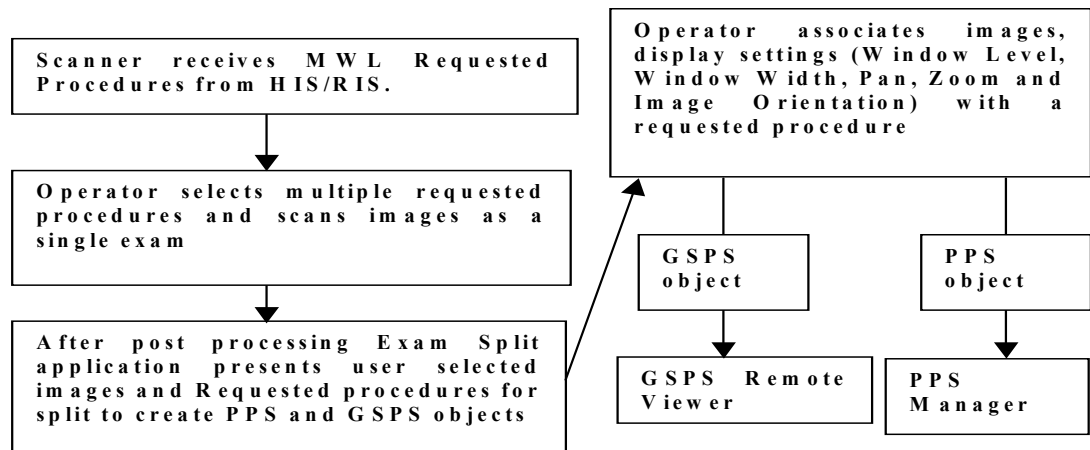 Scanner receives MWL Requested
Procedures from HIS/RIS.
Operator selects multiple requested
procedures and scans images as a
single exam
After post processing Exam Split
application presents user selected
images and Requested procedures for
split to create PPS and GSPS objects
Operator associates images,
display settings (Window Level,
Window Width, Pan, Zoom and
Image Orientation) with a
requested procedure
GSPS
object
PPS
object
GSPS Remote
Viewer
PPS
Manager